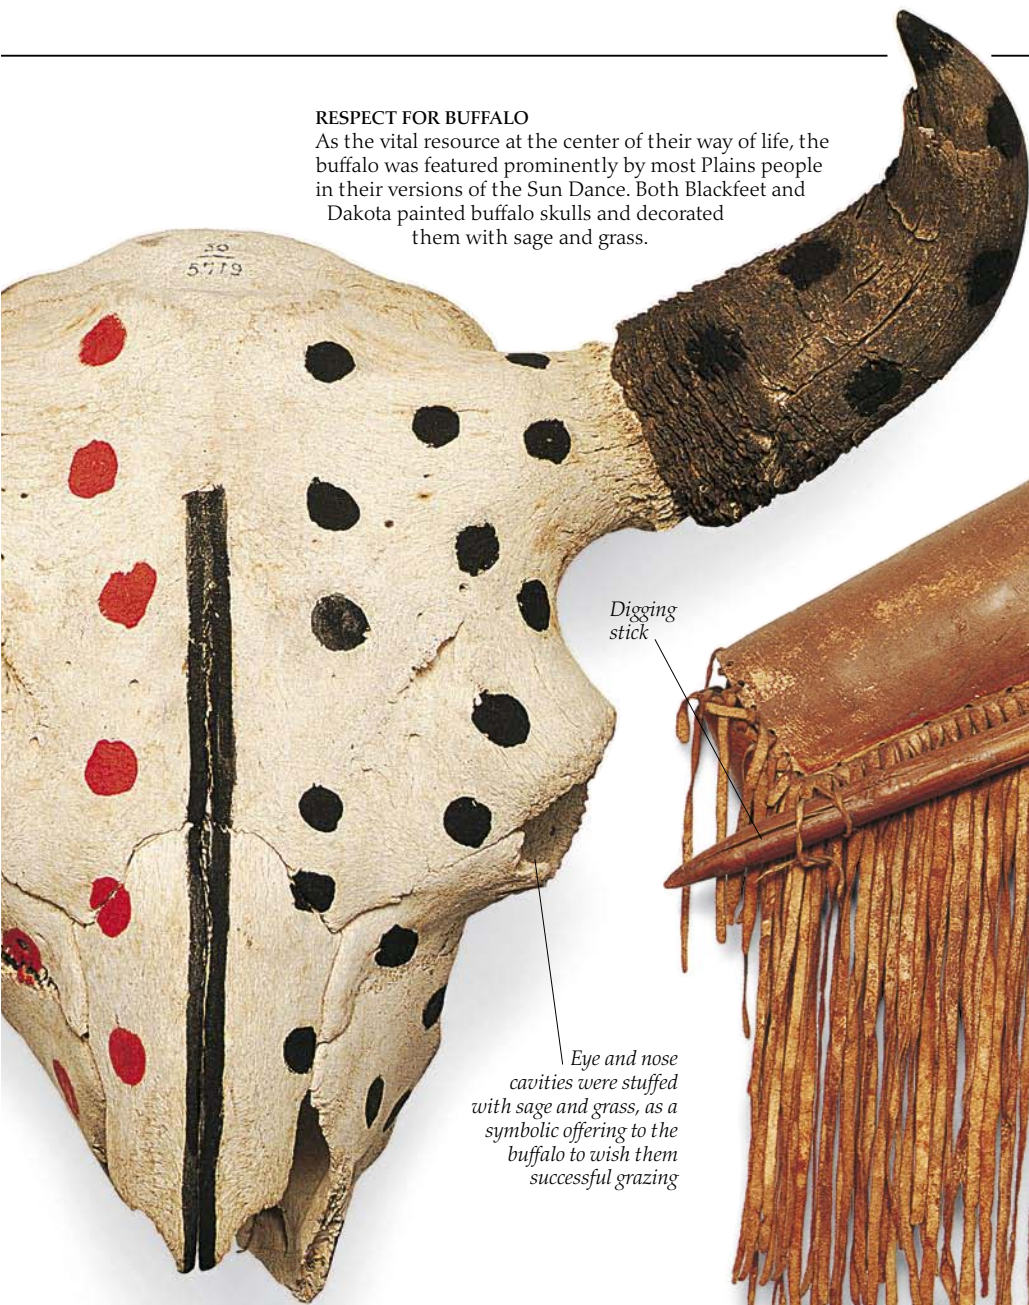 RESPECT FOR BUFFALO
As the vital resource at the center of their way of life, the
buffalo was featured prominently by most Plains people
in their versions of the Sun Dance. Both Blackfeet and
Dakota painted buffalo skulls and decorated
them with sage and grass.
50
5719
Digging
stick
Eye and nose
cavities were stuffed
with sage and grass, as a
symbolic offering to the
buffalo to wish them
successful grazing